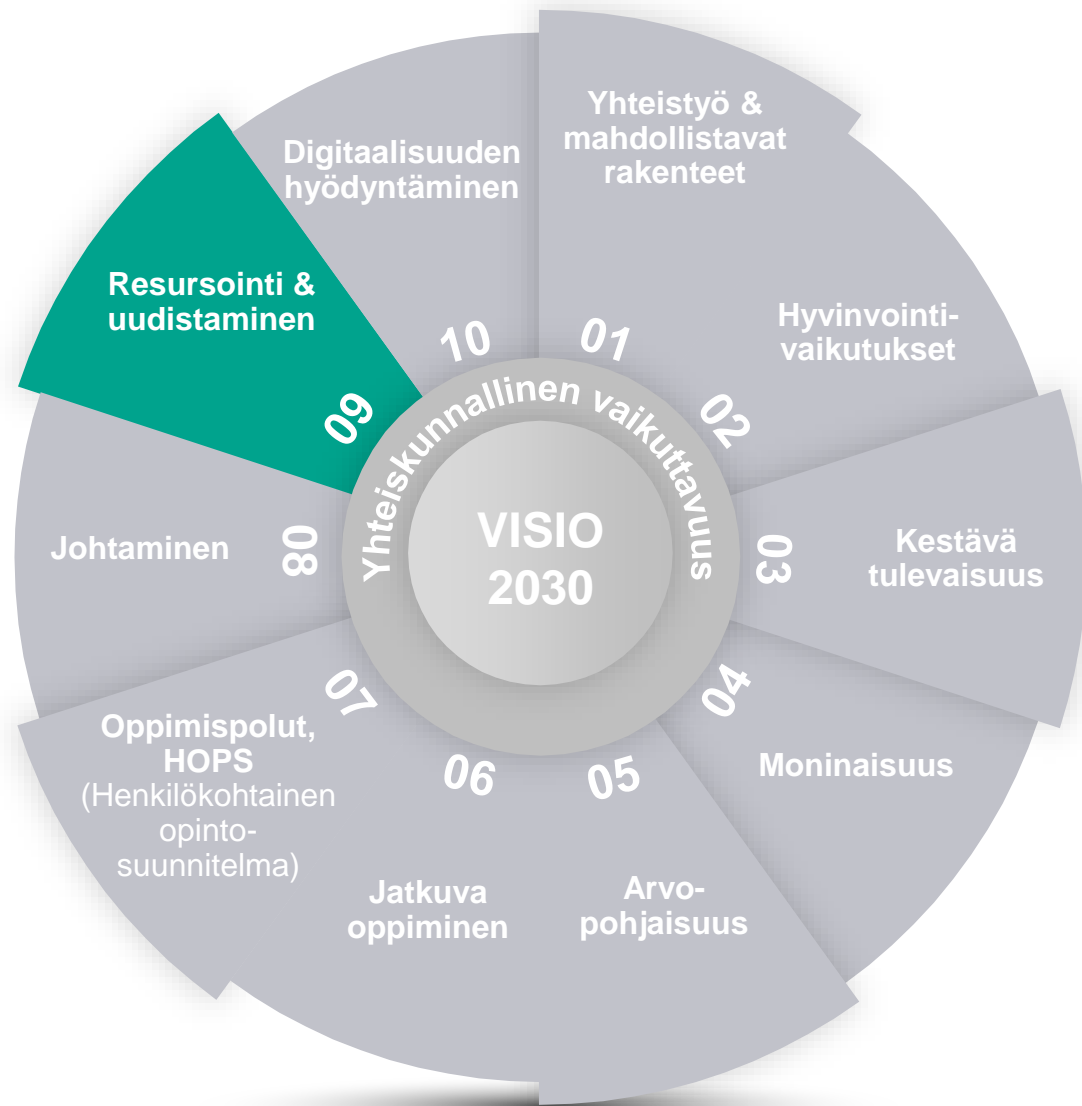 Yhteistyö &
mahdollistavat
rakenteet
01
Hyvinvointi-
vaikutukset
02
Kestävä
tulevaisuus
03
Moninaisuus
04
Arvo-
pohjaisuus
05
Jatkuva
oppiminen
06
Oppimispolut,
HOPS
(Henkilökohtainen
opinto-
suunnitelma)
07
Johtaminen
08
Resursointi &
uudistaminen
09
Digitaalisuuden
hyödyntäminen
10
Yhteiskunnallinen vaikuttavuus
VISIO
2030